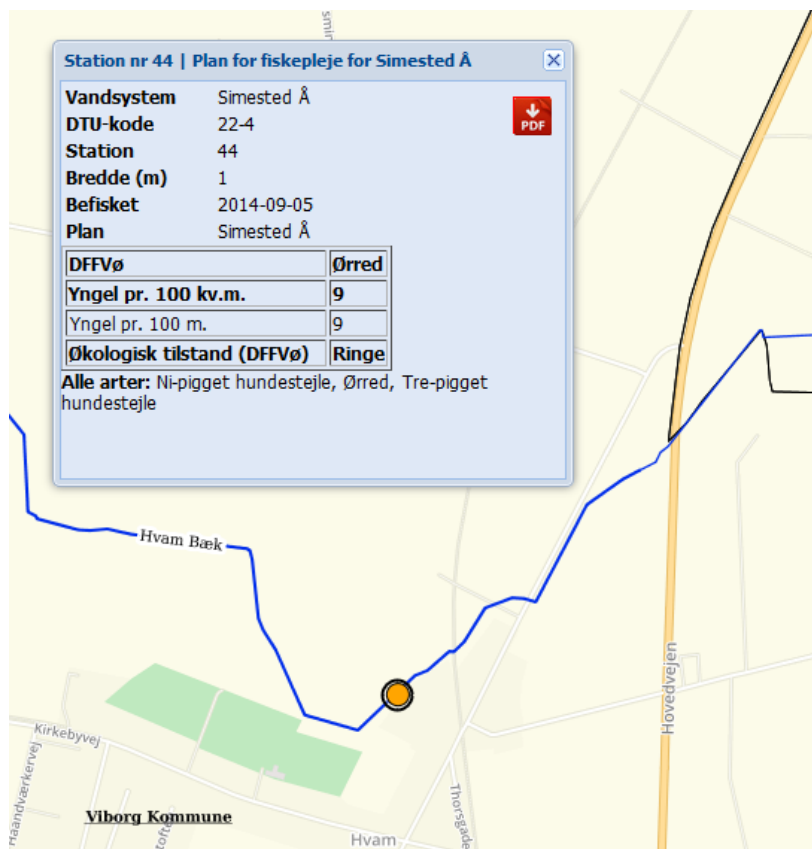 smin
Station nr 44 | Plan for fiskepleje for Simested Å
Vandsystem Simested Å
DTU-kode 22-4
PDF
Station 44
Bredde (m) 1
Befisket 2014-09-05
Plan Simested Å
DFFVø Ørred
Yngel pr. 100 kv.m. 9
Yngel pr. 100 m. 9
Økologisk tilstand (DFFVø) Ringe
Alle arter: Ni-pigget hundestejle, Ørred, Tre-pigget
hundestejle
Hvam Bæk
Hovedvejen
Kirkebyvej
Haandværkervej
toften
Viborg Kommune
Thorsgade
Hvam